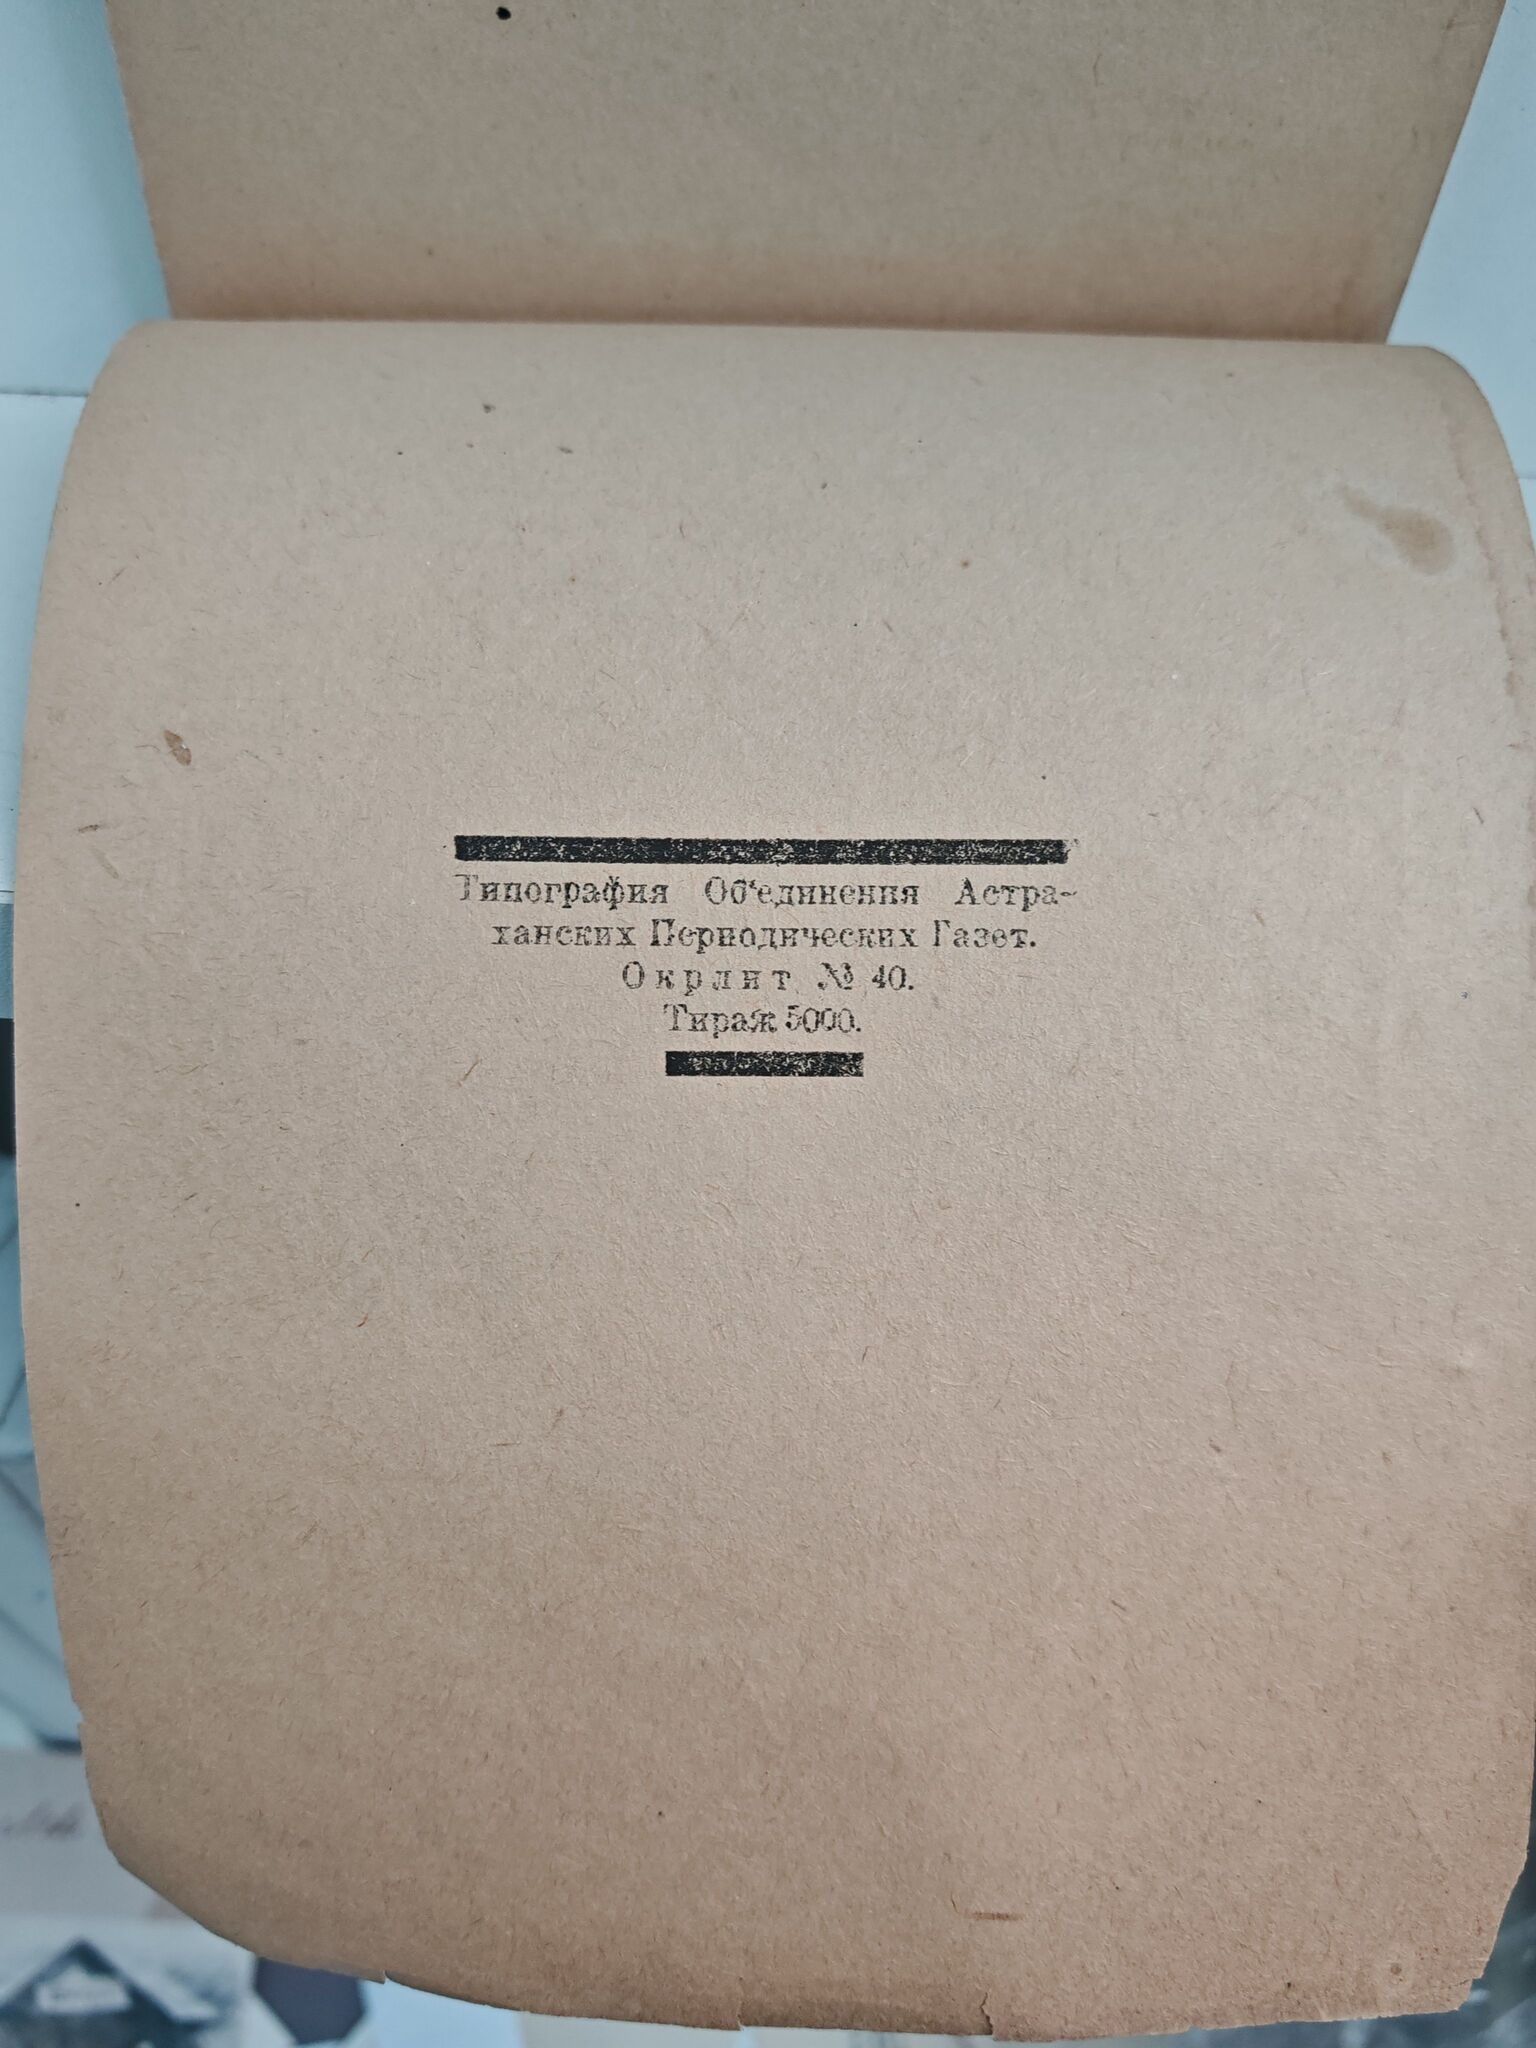 Типография Об‘единения Астра-
ханских Периодических Газет.
Окрлит № 40.
Тираж 5000.